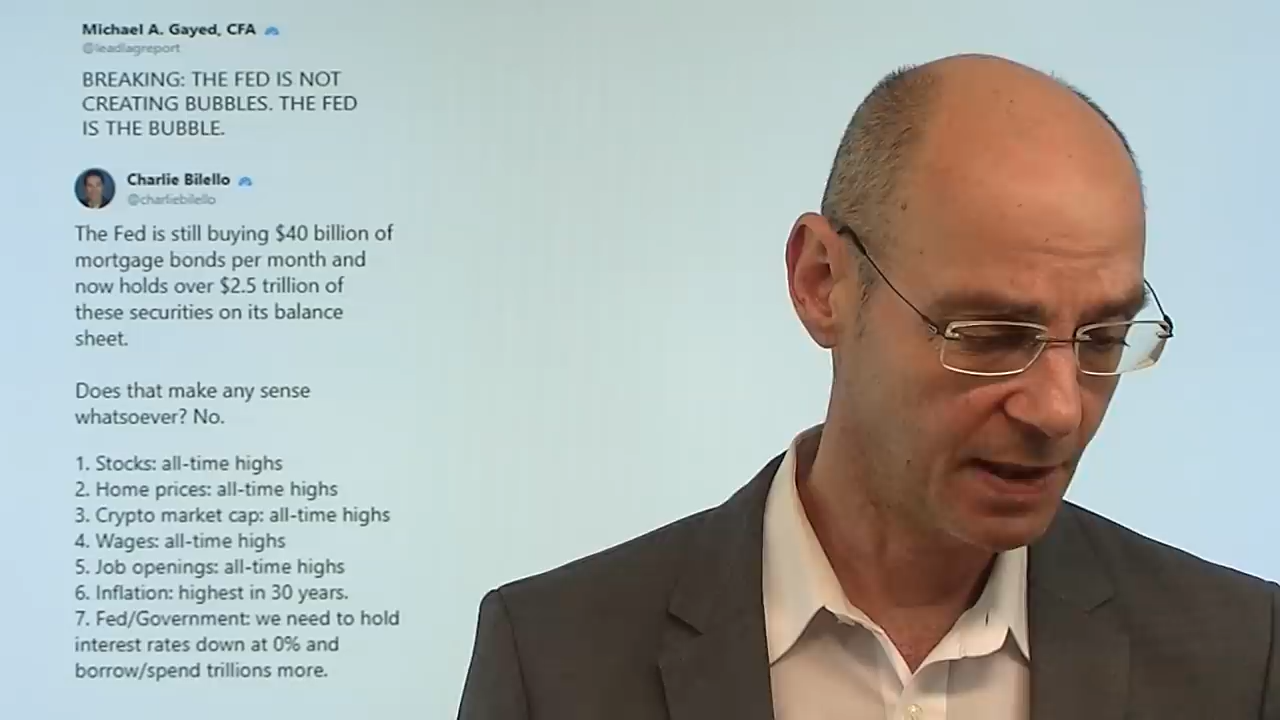 Michael A. Gayed, CFA
@leadlagreport
BREAKING: THE FED IS NOT
CREATING BUBBLES. THE FED
IS THE BUBBLE.
Charlie Bilello
@charliebilello
The Fed is still buying $40 billion of
mortgage bonds per month and
now holds over $2.5 trillion of
these securities on its balance
sheet.
Does that make any sense
whatsoever? No.
1. Stocks: all-time highs
2. Home prices: all-time highs
3. Crypto market cap: all-time highs
4. Wages: all-time highs
5. Job openings: all-time highs
6. Inflation: highest in 30 years.
7. Fed/Government: we need to hold
interest rates down at 0% and
borrow/spend trillions more.